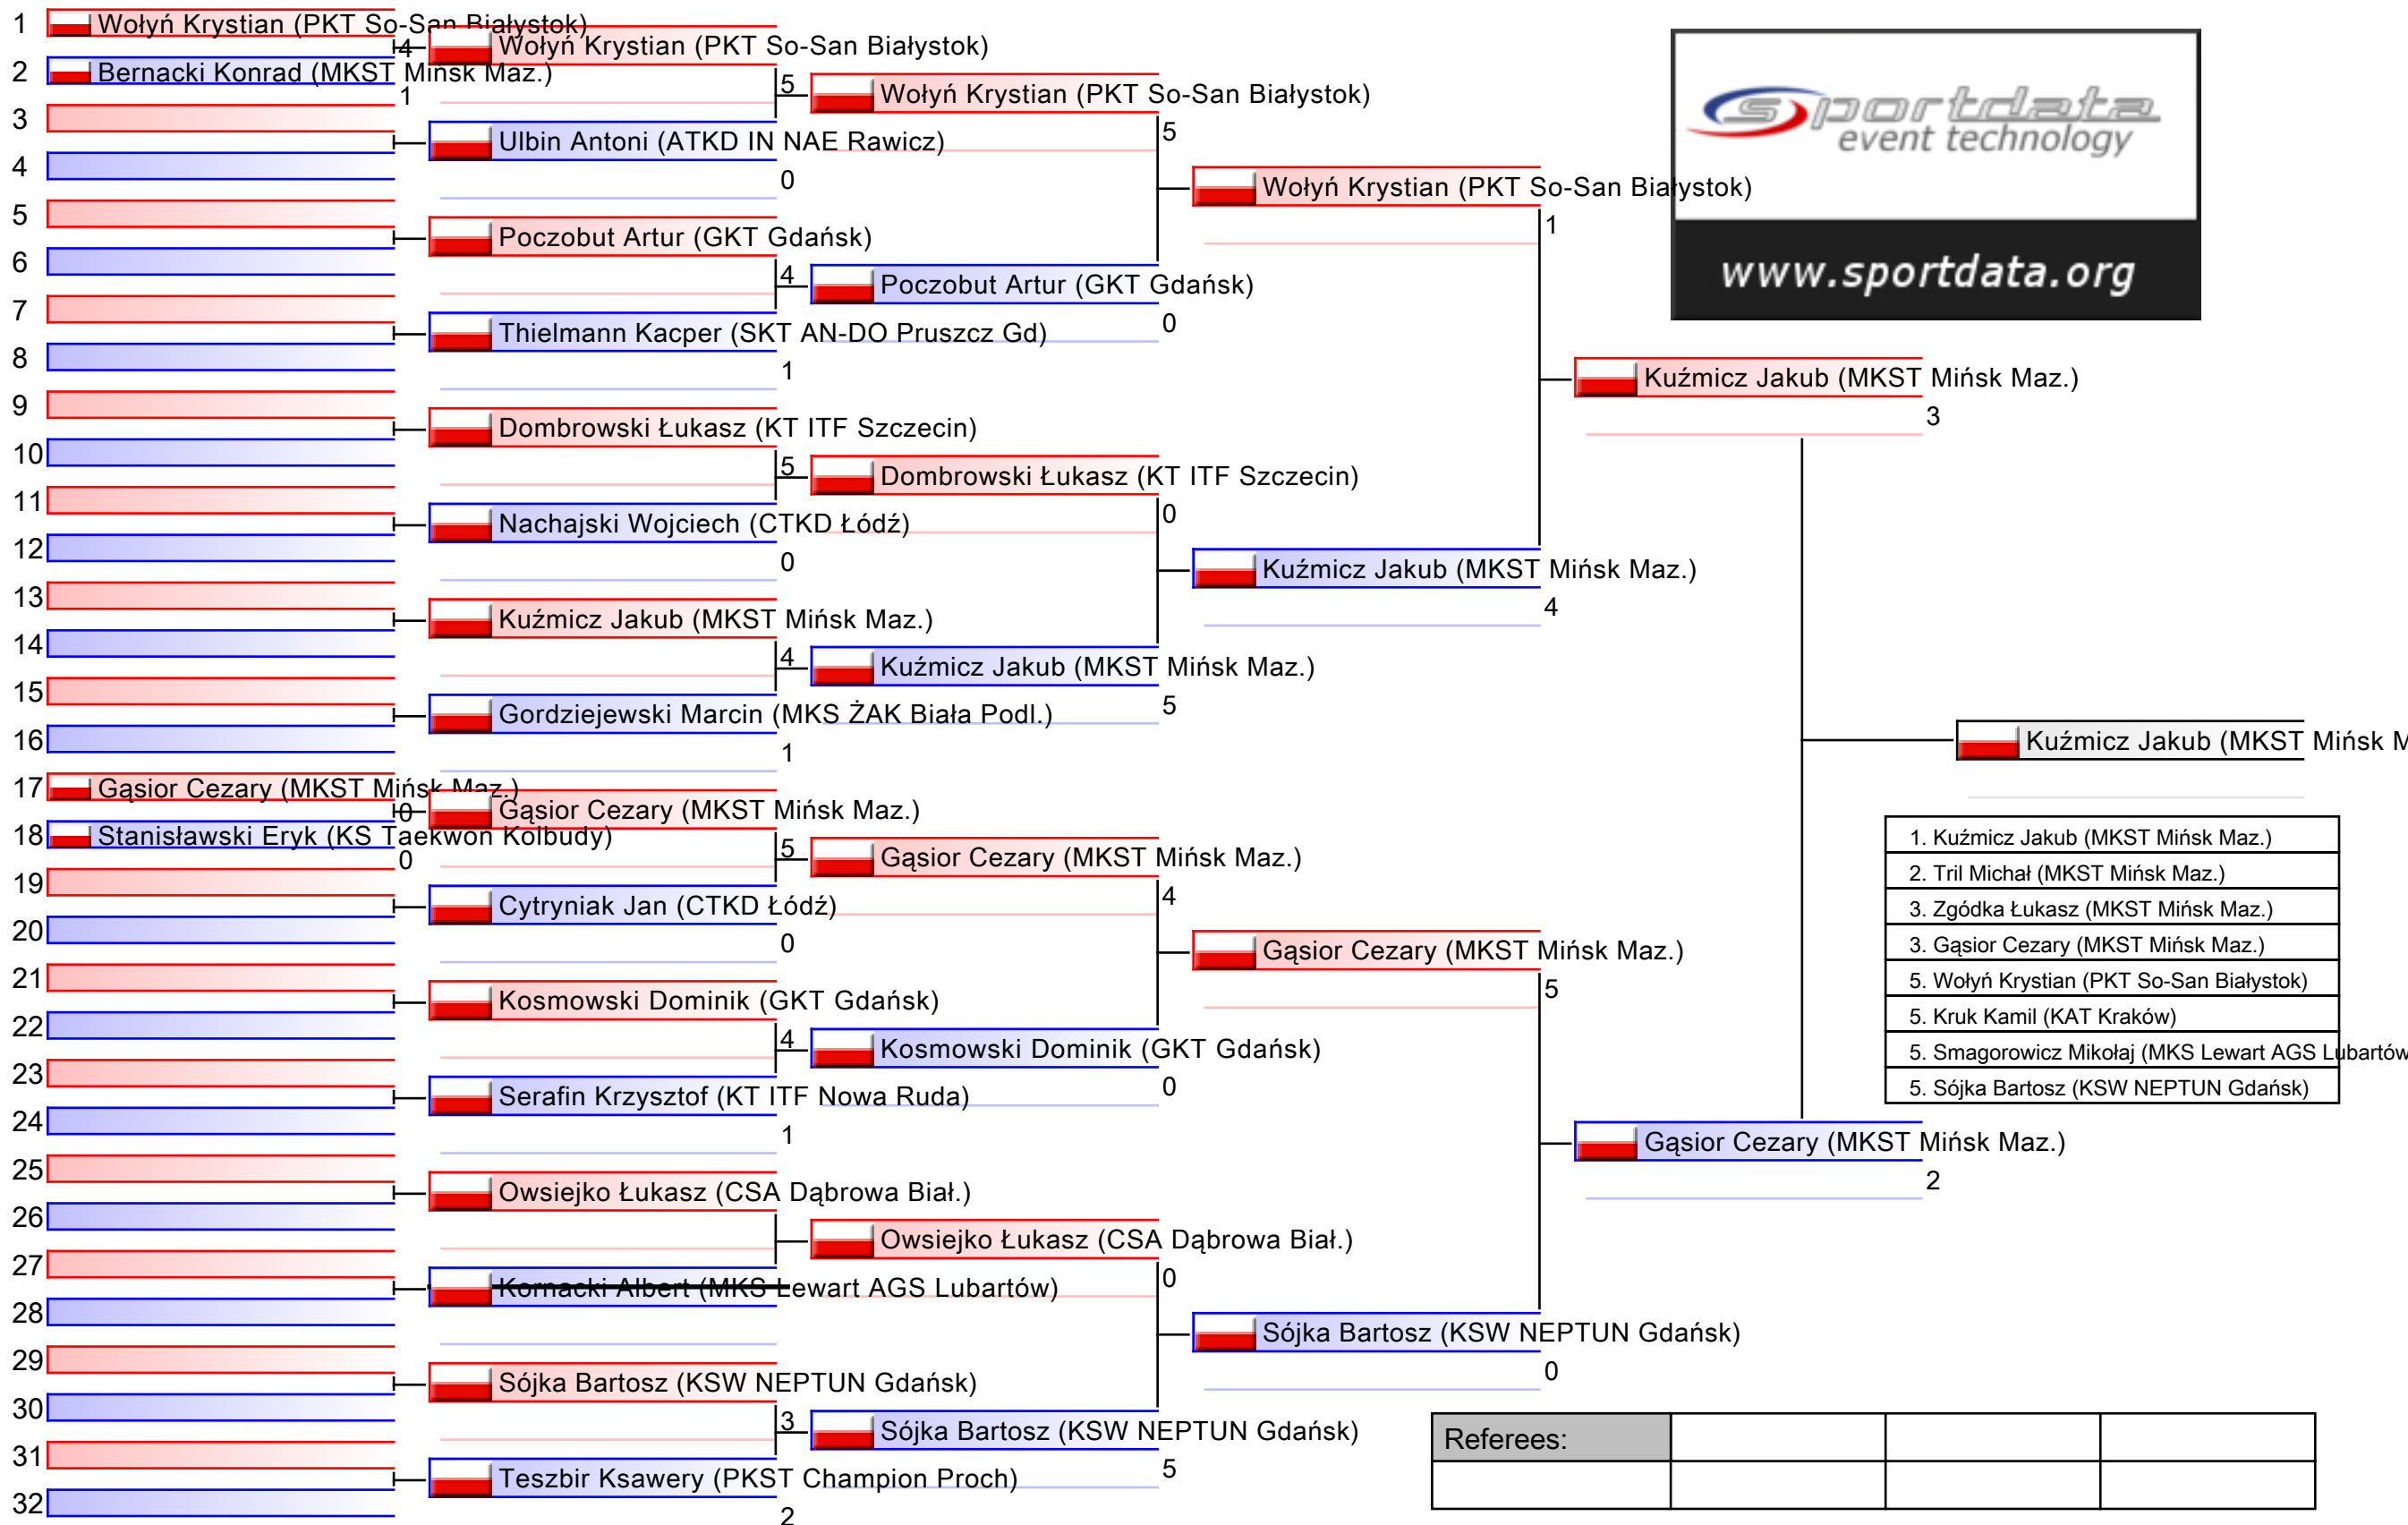 1 Wołyń Krystian (PKT So-San Białystok)
4
2 Bernacki Konrad (MKST Mińsk Maz.)
1
3
4
5
6
7
8
9
10
11
12
13
14
15
16
17 Gąsior Cezary (MKST Mińsk Maz.)
0
18 Stanisławski Eryk (KS Taekwon Kolbudy)
0
19
20
21
22
23
24
25
26
27
28
29
30
31
32
Wołyń Krystian (PKT So-San Białystok)
5
Ulbin Antoni (ATKD IN NAE Rawicz)
0
Poczobut Artur (GKT Gdańsk)
4
Thielmann Kacper (SKT AN-DO Pruszcz Gd)
1
Dombrowski Łukasz (KT ITF Szczecin)
5
Nachajski Wojciech (CTKD Łódź)
0
Kuźmicz Jakub (MKST Mińsk Maz.)
4
Gordziejewski Marcin (MKS ŻAK Biała Podl.)
1
Gąsior Cezary (MKST Mińsk Maz.)
5
Cytryniak Jan (CTKD Łódź)
0
Kosmowski Dominik (GKT Gdańsk)
4
Serafin Krzysztof (KT ITF Nowa Ruda)
1
Owsiejko Łukasz (CSA Dąbrowa Biał.)
Kornacki Albert (MKS Lewart AGS Lubartów)
Sójka Bartosz (KSW NEPTUN Gdańsk)
3
Teszbir Ksawery (PKST Champion Proch)
2
Wołyń Krystian (PKT So-San Białystok)
5
Poczobut Artur (GKT Gdańsk)
0
Dombrowski Łukasz (KT ITF Szczecin)
0
Kuźmicz Jakub (MKST Mińsk Maz.)
5
Gąsior Cezary (MKST Mińsk Maz.)
4
Kosmowski Dominik (GKT Gdańsk)
0
Owsiejko Łukasz (CSA Dąbrowa Biał.)
0
Sójka Bartosz (KSW NEPTUN Gdańsk)
5
Wołyń Krystian (PKT So-San Białystok)
1
Kuźmicz Jakub (MKST Mińsk Maz.)
4
Gąsior Cezary (MKST Mińsk Maz.)
5
Sójka Bartosz (KSW NEPTUN Gdańsk)
0
Kuźmicz Jakub (MKST Mińsk Maz.)
3
Gąsior Cezary (MKST Mińsk Maz.)
2
Kuźmicz Jakub (MKST Mińsk M
sportdata
event technology
www.sportdata.org
1. Kuźmicz Jakub (MKST Mińsk Maz.)
2. Tril Michał (MKST Mińsk Maz.)
3. Zgódka Łukasz (MKST Mińsk Maz.)
3. Gąsior Cezary (MKST Mińsk Maz.)
5. Wołyń Krystian (PKT So-San Białystok)
5. Kruk Kamil (KAT Kraków)
5. Smagorowicz Mikołaj (MKS Lewart AGS Lubartów
5. Sójka Bartosz (KSW NEPTUN Gdańsk)
Referees: